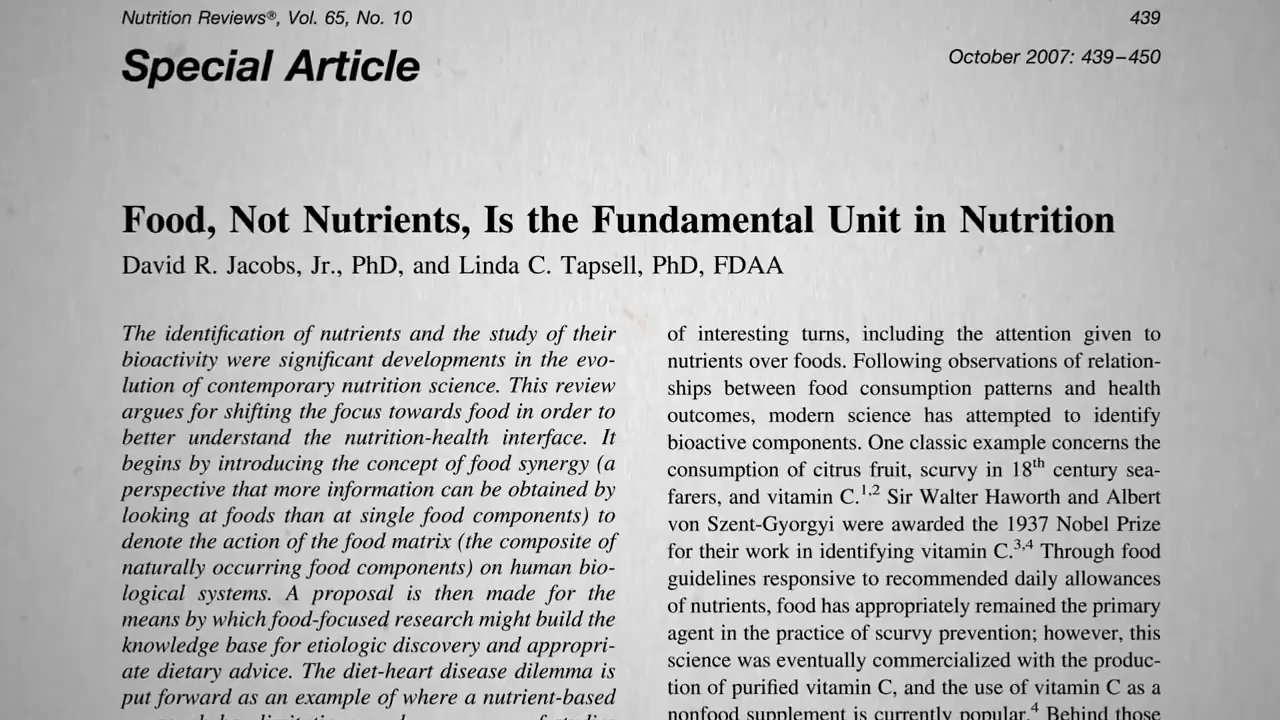 Nutrition Reviews®, Vol. 65, No. 10
439
Special Article
October 2007: 439–450
Food, Not Nutrients, Is the Fundamental Unit in Nutrition
David R. Jacobs, Jr., PhD, and Linda C. Tapsell, PhD, FDAA
The identification of nutrients and the study of their
bioactivity were significant developments in the evo-
lution of contemporary nutrition science. This review
argues for shifting the focus towards food in order to
better understand the nutrition-health interface. It
begins by introducing the concept of food synergy (a
perspective that more information can be obtained by
looking at foods than at single food components) to
denote the action of the food matrix (the composite of
naturally occurring food components) on human bio-
logical systems. A proposal is then made for the
means by which food-focused research might build the
knowledge base for etiologic discovery and appropri-
ate dietary advice. The diet-heart disease dilemma is
put forward as an example of where a nutrient-based
of interesting turns, including the attention given to
nutrients over foods. Following observations of relation-
ships between food consumption patterns and health
outcomes, modern science has attempted to identify
bioactive components. One classic example concerns the
consumption of citrus fruit, scurvy in 18th century sea-
farers, and vitamin C.1,2 Sir Walter Haworth and Albert
von Szent-Gyorgyi were awarded the 1937 Nobel Prize
for their work in identifying vitamin C.3,4 Through food
guidelines responsive to recommended daily allowances
of nutrients, food has appropriately remained the primary
agent in the practice of scurvy prevention; however, this
science was eventually commercialized with the produc-
tion of purified vitamin C, and the use of vitamin C as a
nonfood supplement is currently popular.4 Behind those